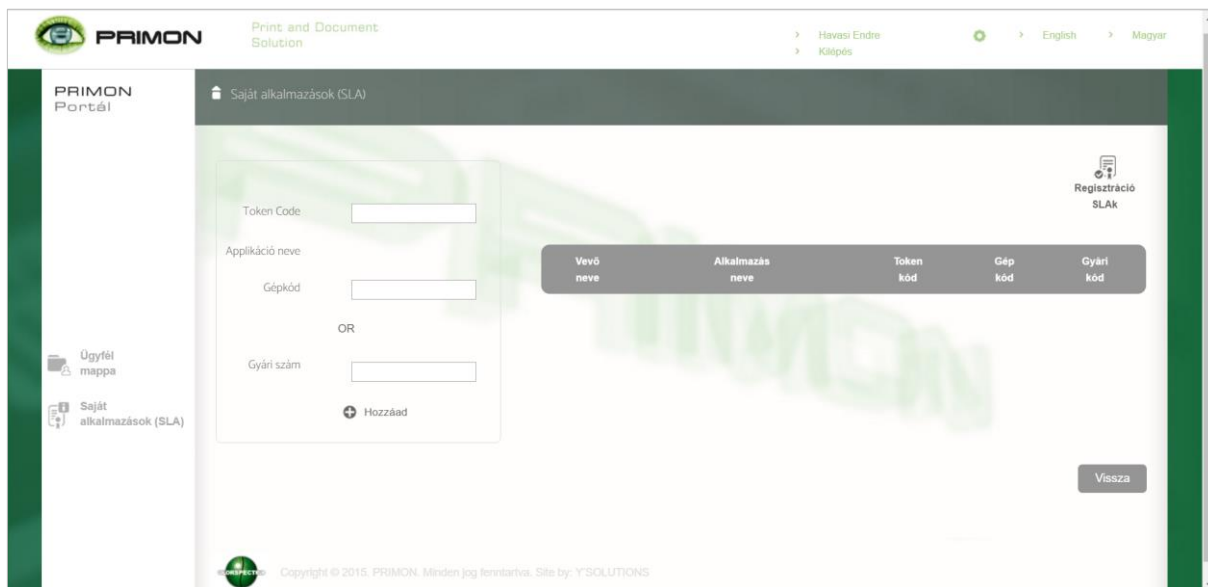 PRIMON
Print and Document
Solution
> Havasi Endre
> Kilépés
> English
> Magyar
PRIMON
Portál
Saját alkalmazások (SLA)
Ügyfél
mappa
Saját
alkalmazások (SLA)
Token Code
Applikáció neve
Gépkód
OR
Gyári szám
Hozzáad
Regisztráció
SLAk
Vevő
neve
Alkalmazás
neve
Token
kód
Gép
kód
Gyári
kód
PRIMON
Vissza
Copyright © 2015. PRIMON. Minden jog fenntartva. Site by: Y'SOLUTIONS